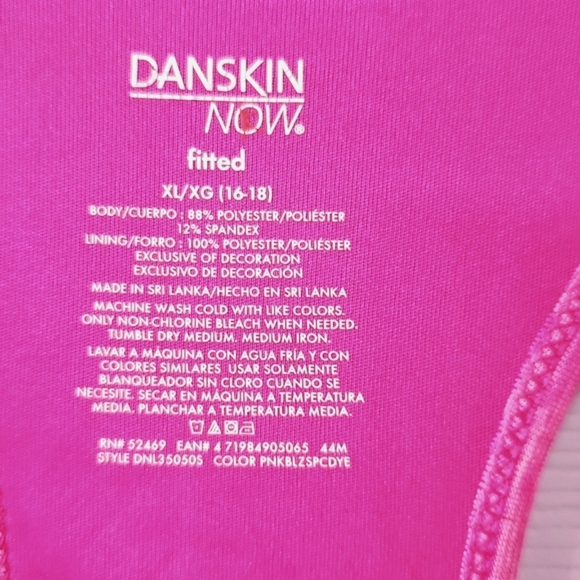 DANSKIN
NOW®
fitted
XL/XG (16-18)
BODY/CUERPO : 88% POLYESTER/POLIÉSTER
12% SPANDEX
LINING/FORRO : 100% POLYESTER/POLIÉSTER
EXCLUSIVE OF DECORATION
EXCLUSIVO DE DECORACIÓN
MADE IN SRI LANKA/HECHO EN SRI LANKA
MACHINE WASH COLD WITH LIKE COLORS.
ONLY NON-CHLORINE BLEACH WHEN NEEDED.
TUMBLE DRY MEDIUM. MEDIUM IRON.
LAVAR A MÁQUINA CON AGUA FRÍA Y CON
COLORES SIMILARES USAR SOLAMENTE
BLANQUEADOR SIN CLORO CUANDO SE
NECESITE. SECAR EN MÁQUINA A TEMPERATURA
MEDIA. PLANCHAR A TEMPERATURA MEDIA.
RN# 52469 EAN# 4 71984905065 44M
STYLE DNL35050S COLOR PNKBLZSPCDYE